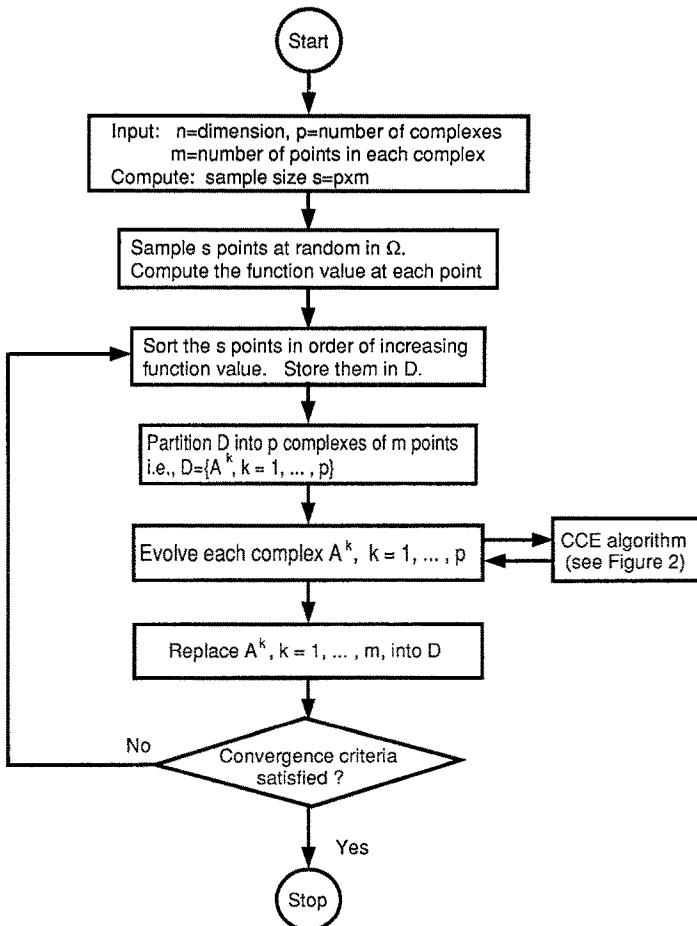 Start
Input: n=dimension, p=number of complexes
m=number of points in each complex
Compute: sample size s=pxm
Sample s points at random in Ω.
Compute the function value at each point
Sort the s points in order of increasing
function value. Store them in D.
Partition D into p complexes of m points
i.e., D={A^k, k = 1, ... , p}
Evolve each complex A^k, k = 1, ... , p
CCE algorithm
(see Figure 2)
Replace A^k, k = 1, ... , m, into D
No
Convergence criteria
satisfied ?
Yes
Stop